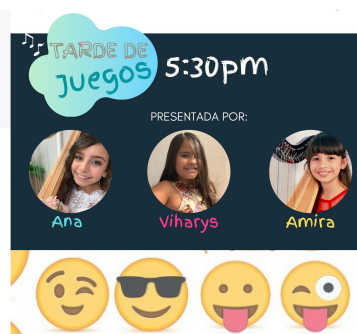 TARDE DE
Juegos
5:30pm
PRESENTADA POR:
Ana
Viharys
Amira